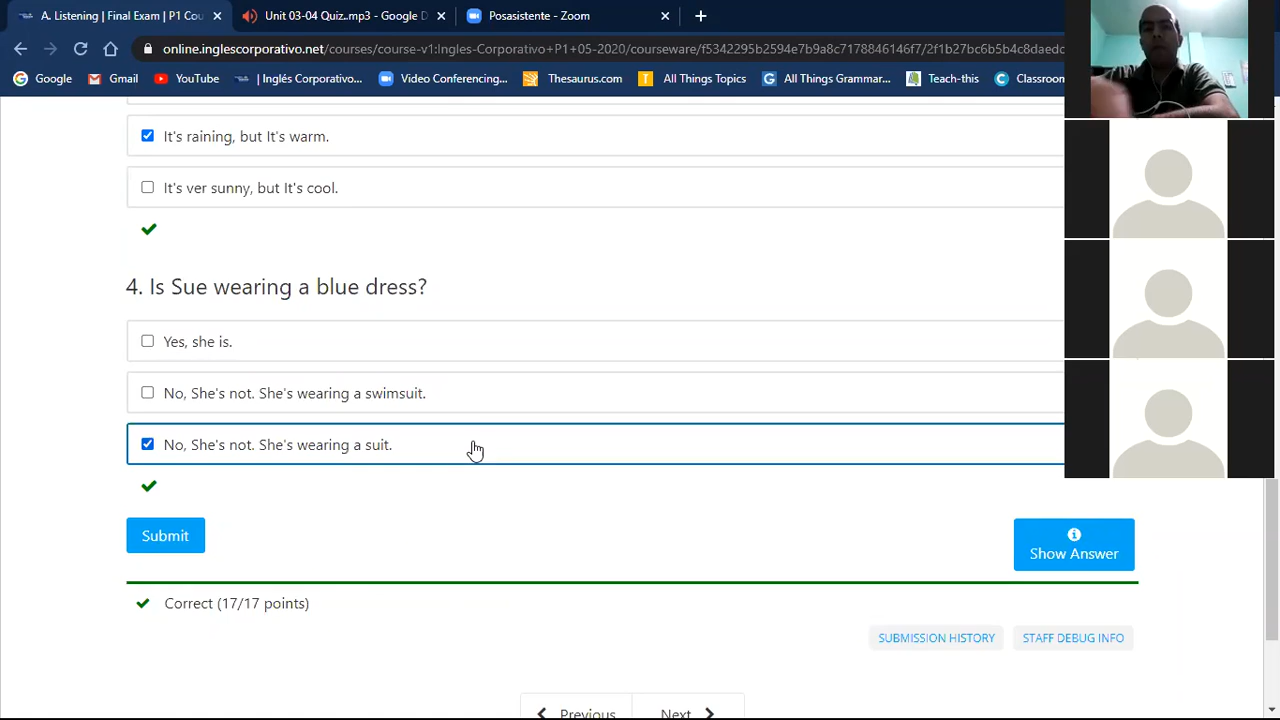 A. Listening | Final Exam | P1 Cou
Unit 03-04 Quiz.mp3 - Google D
Posasistente - Zoom
online.inglescorporativo.net/courses/course-v1:Ingles-Corporativo+P1+05-2020/courseware/f5342295b2594e7b9a8c7178846146f7/2f1b27bc6b5b4c8daedc
Google
Gmail
YouTube
| Inglés Corporativo...
Video Conferencing...
Thesaurus.com
All Things Topics
All Things Grammar...
Teach-this
Classroom
It's raining, but It's warm.
It's ver sunny, but It's cool.
4. Is Sue wearing a blue dress?
Yes, she is.
No, She's not. She's wearing a swimsuit.
No, She's not. She's wearing a suit.
Submit
Show Answer
Correct (17/17 points)
SUBMISSION HISTORY
STAFF DEBUG INFO
Previous
Next